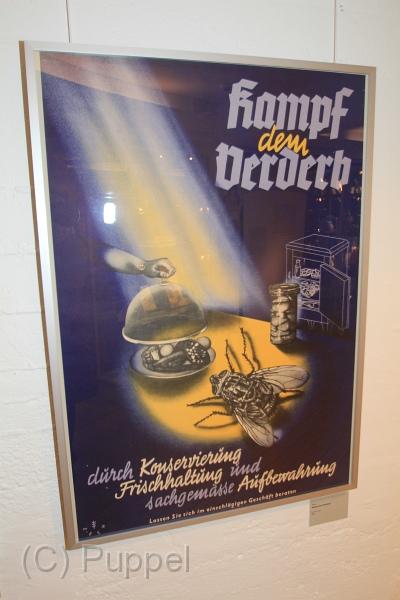 Kampf
dem
Verderb
durch Konservierung
Frischhaltung und
sachgemässe Aufbewahrung
Lassen Sie sich im einschlägigen Geschäft beraten
(C) Puppel